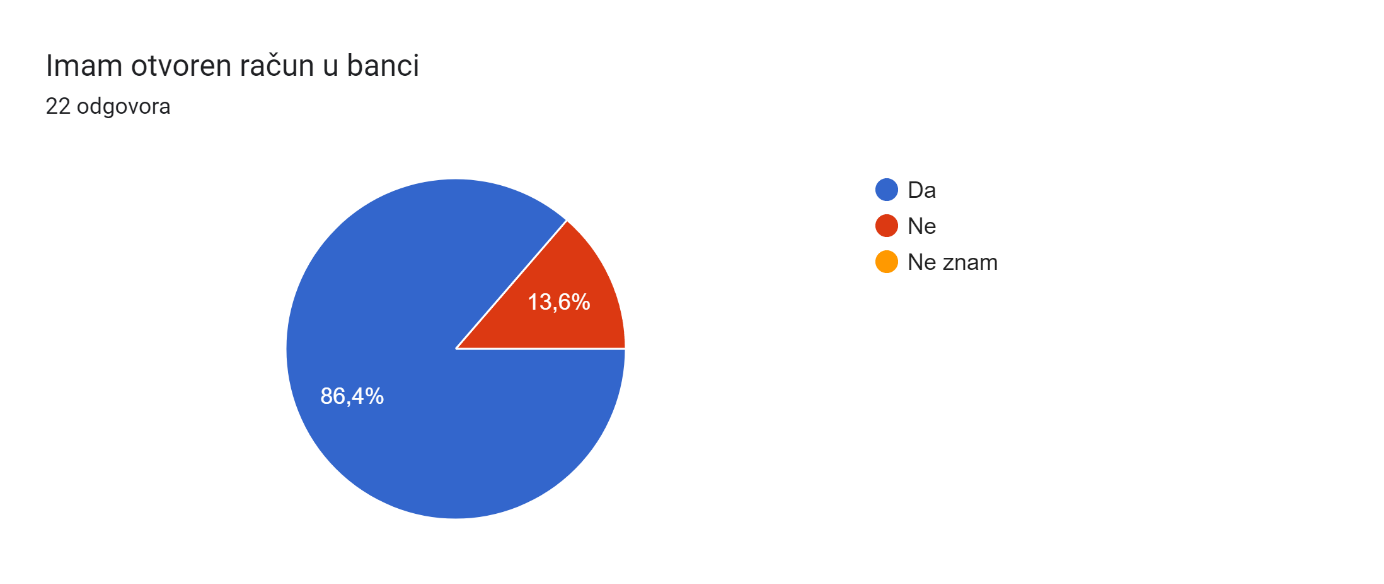 Imam otvoren račun u banci
22 odgovora
Da
Ne
Ne znam
13,6%
86,4%